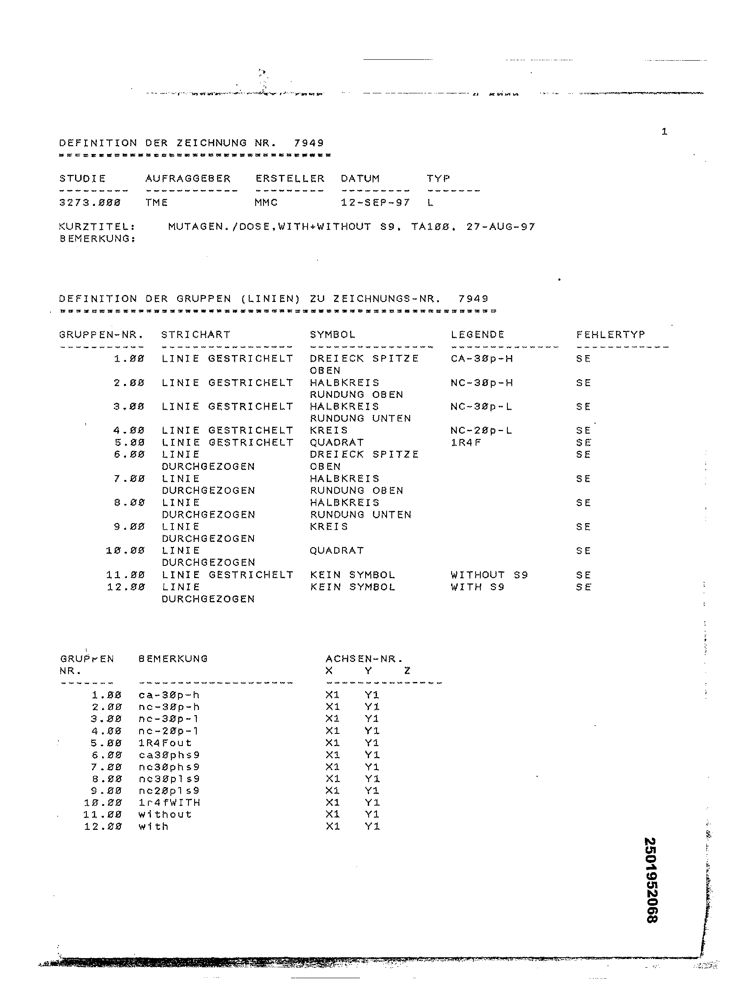 1
DEFINITION DER ZEICHNUNG NR. 7949
==================================
STUDIE AUFRAGGEBER ERSTELLER DATUM TYP
--------- ------------ --------- --------- -------
3273.000 TME MMC 12-SEP-97 L
KURZTITEL: MUTAGEN./DOSE,WITH+WITHOUT S9, TA100, 27-AUG-97
BEMERKUNG:
DEFINITION DER GRUPPEN (LINIEN) ZU ZEICHNUNGS-NR. 7949
=======================================================
GRUPPEN-NR. STRICHART SYMBOL LEGENDE FEHLERTYP
----------- ----------------- ---------------- -------------- ------------
1.00 LINIE GESTRICHELT DREIECK SPITZE CA-30p-H SE
OBEN
2.00 LINIE GESTRICHELT HALBKREIS NC-30p-H SE
RUNDUNG OBEN
3.00 LINIE GESTRICHELT HALBKREIS NC-30p-L SE
RUNDUNG UNTEN
4.00 LINIE GESTRICHELT KREIS NC-20p-L SE
5.00 LINIE GESTRICHELT QUADRAT 1R4F SE
6.00 LINIE DREIECK SPITZE SE
DURCHGEZOGEN OBEN
7.00 LINIE HALBKREIS SE
DURCHGEZOGEN RUNDUNG OBEN
8.00 LINIE HALBKREIS SE
DURCHGEZOGEN RUNDUNG UNTEN
9.00 LINIE KREIS SE
DURCHGEZOGEN
10.00 LINIE QUADRAT SE
DURCHGEZOGEN
11.00 LINIE GESTRICHELT KEIN SYMBOL WITHOUT S9 SE
12.00 LINIE KEIN SYMBOL WITH S9 SE
DURCHGEZOGEN
GRUPPEN BEMERKUNG ACHSEN-NR.
NR. X Y Z
------- -------------------- ---------------
1.00 ca-30p-h X1 Y1
2.00 nc-30p-h X1 Y1
3.00 nc-30p-l X1 Y1
4.00 nc-20p-l X1 Y1
5.00 1R4Fout X1 Y1
6.00 ca30phs9 X1 Y1
7.00 nc30phs9 X1 Y1
8.00 nc30pls9 X1 Y1
9.00 nc20pls9 X1 Y1
10.00 1r4fWITH X1 Y1
11.00 without X1 Y1
12.00 with X1 Y1
2501952068